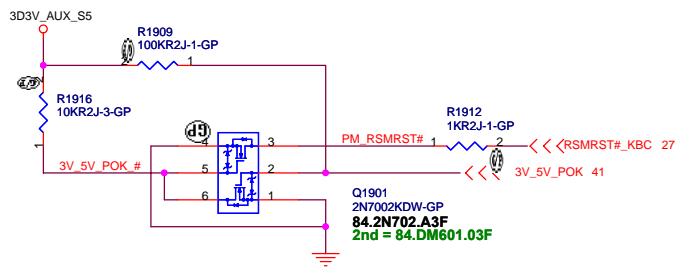 3D3V_AUX_S5
R1909
100KR2J-1-GP
2
1
R1916
10KR2J-3-GP
1
3V_5V_POK_#
GP
4
5
6
3
2
1
PM_RSMRST#
R1912
1KR2J-1-GP
1
2
RSMRST#_KBC 27
3V_5V_POK 41
Q1901
2N7002KDW-GP
84.2N702.A3F
2nd = 84.DM601.03F